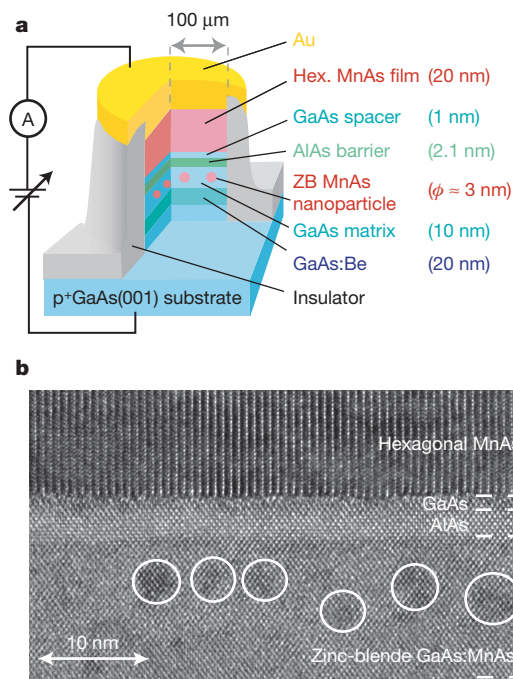 a
100 μm
Au
Hex. MnAs film (20 nm)
GaAs spacer (1 nm)
AlAs barrier (2.1 nm)
ZB MnAs (ϕ ≈ 3 nm)
nanoparticle
GaAs matrix (10 nm)
GaAs:Be (20 nm)
Insulator
A
p+GaAs(001) substrate
b
Hexagonal MnAs
GaAs
AlAs
10 nm
Zinc-blende GaAs:MnAs